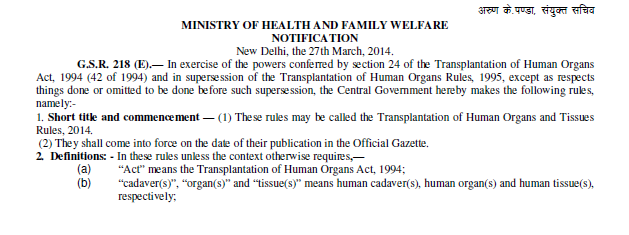 अरुण के.पण्डा, संयुक्त सचिव
MINISTRY OF HEALTH AND FAMILY WELFARE
NOTIFICATION
New Delhi, the 27th March, 2014.
G.S.R. 218 (E).— In exercise of the powers conferred by section 24 of the Transplantation of Human Organs
Act, 1994 (42 of 1994) and in supersession of the Transplantation of Human Organs Rules, 1995, except as respects
things done or omitted to be done before such supersession, the Central Government hereby makes the following rules,
namely:-
1. Short title and commencement — (1) These rules may be called the Transplantation of Human Organs and Tissues
Rules, 2014.
(2) They shall come into force on the date of their publication in the Official Gazette.
2. Definitions: - In these rules unless the context otherwise requires,—
(a) “Act” means the Transplantation of Human Organs Act, 1994;
(b) “cadaver(s)”, “organ(s)” and “tissue(s)” means human cadaver(s), human organ(s) and human tissue(s),
respectively;